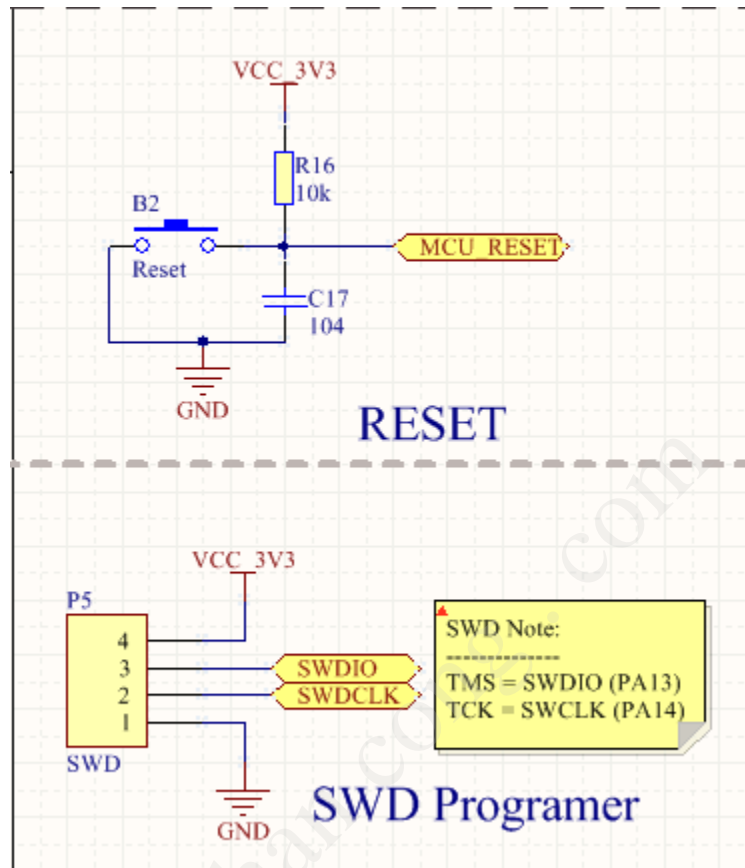 VCC_3V3
R16
10k
B2
Reset
MCU_RESET
C17
104
GND
RESET
VCC_3V3
P5
4
3
2
1
SWDIO
SWDCLK
SWD
GND
SWD Note:
-------------
TMS = SWDIO (PA13)
TCK = SWCLK (PA14)
SWD Programer